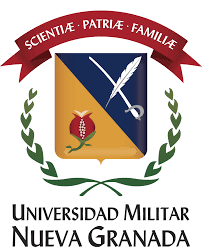 SCIENTIÆ · PATRIÆ · FAMILIÆ
UNIVERSIDAD MILITAR
NUEVA GRANADA